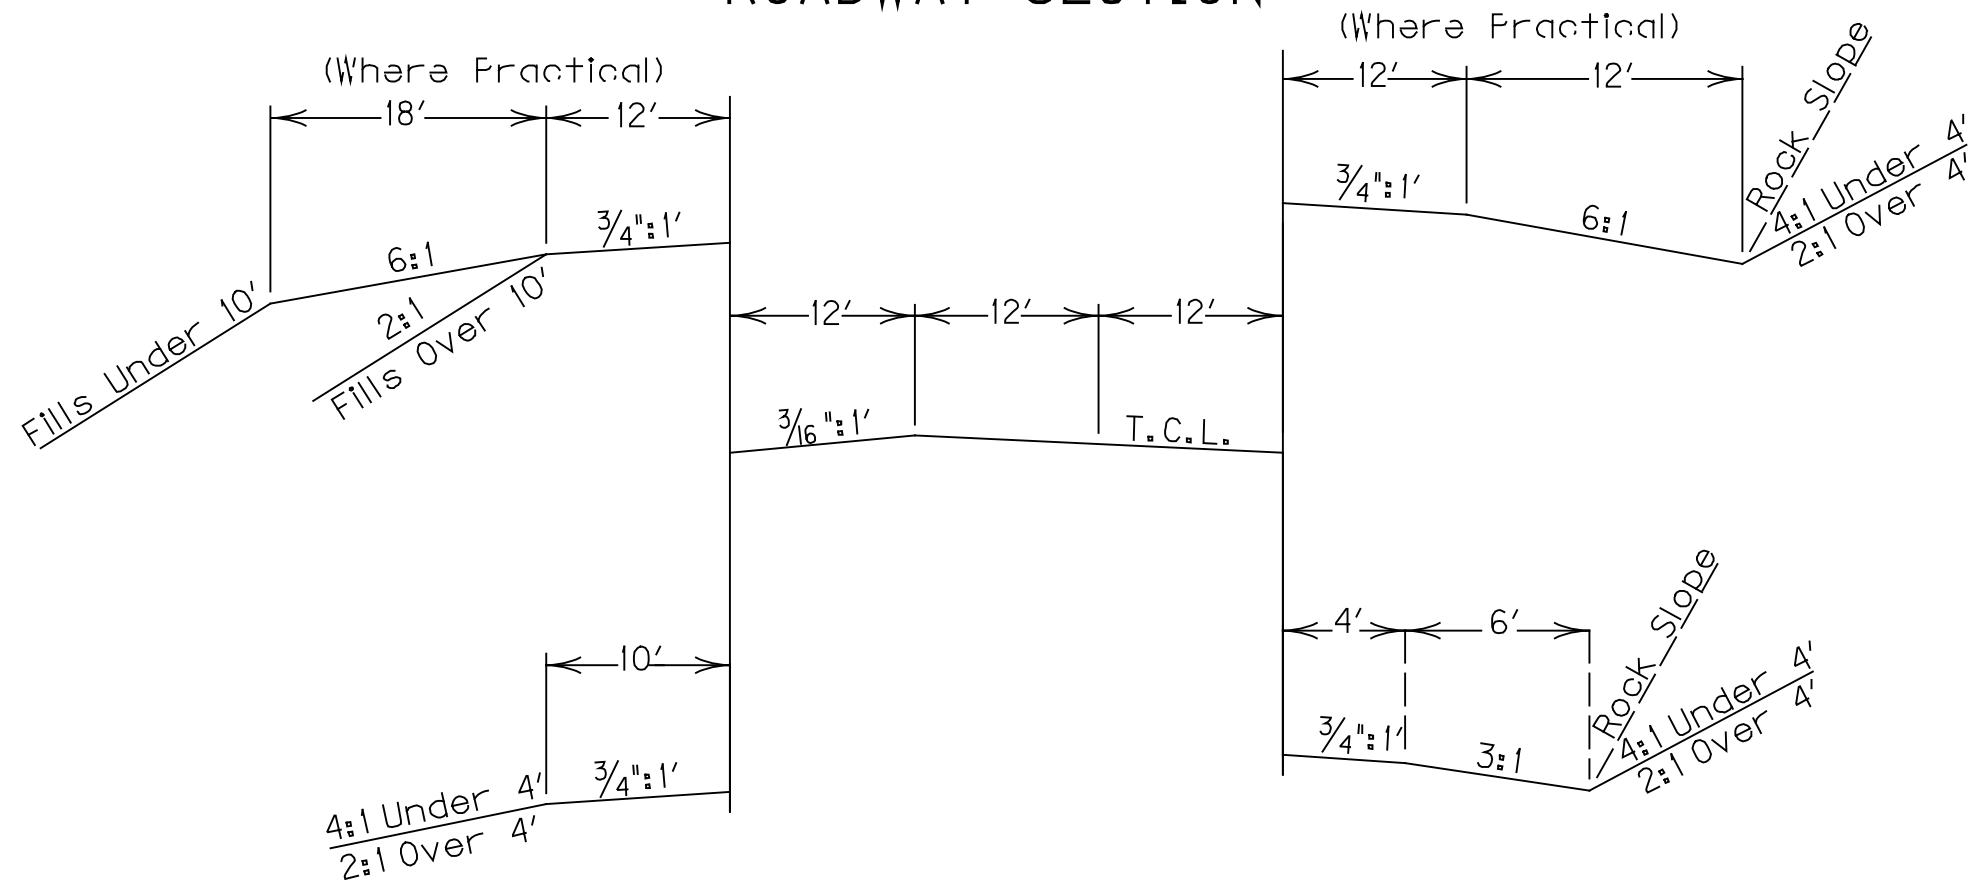 ROADWAY SECTION
(Where Practical)
18' 12'
6:1
3/4":1'
Fills Under 10'
2:1
Fills Over 10'
(Where Practical)
12' 12'
3/4":1'
6:1
Rock Slope
4:1 Under 4'
2:1 Over 4'
12' 12' 12'
3/16":1'
T.C.L.
10'
3/4":1'
4:1 Under 4'
2:1 Over 4'
4' 6'
3/4":1'
3:1
Rock Slope
4:1 Under 4'
2:1 Over 4'